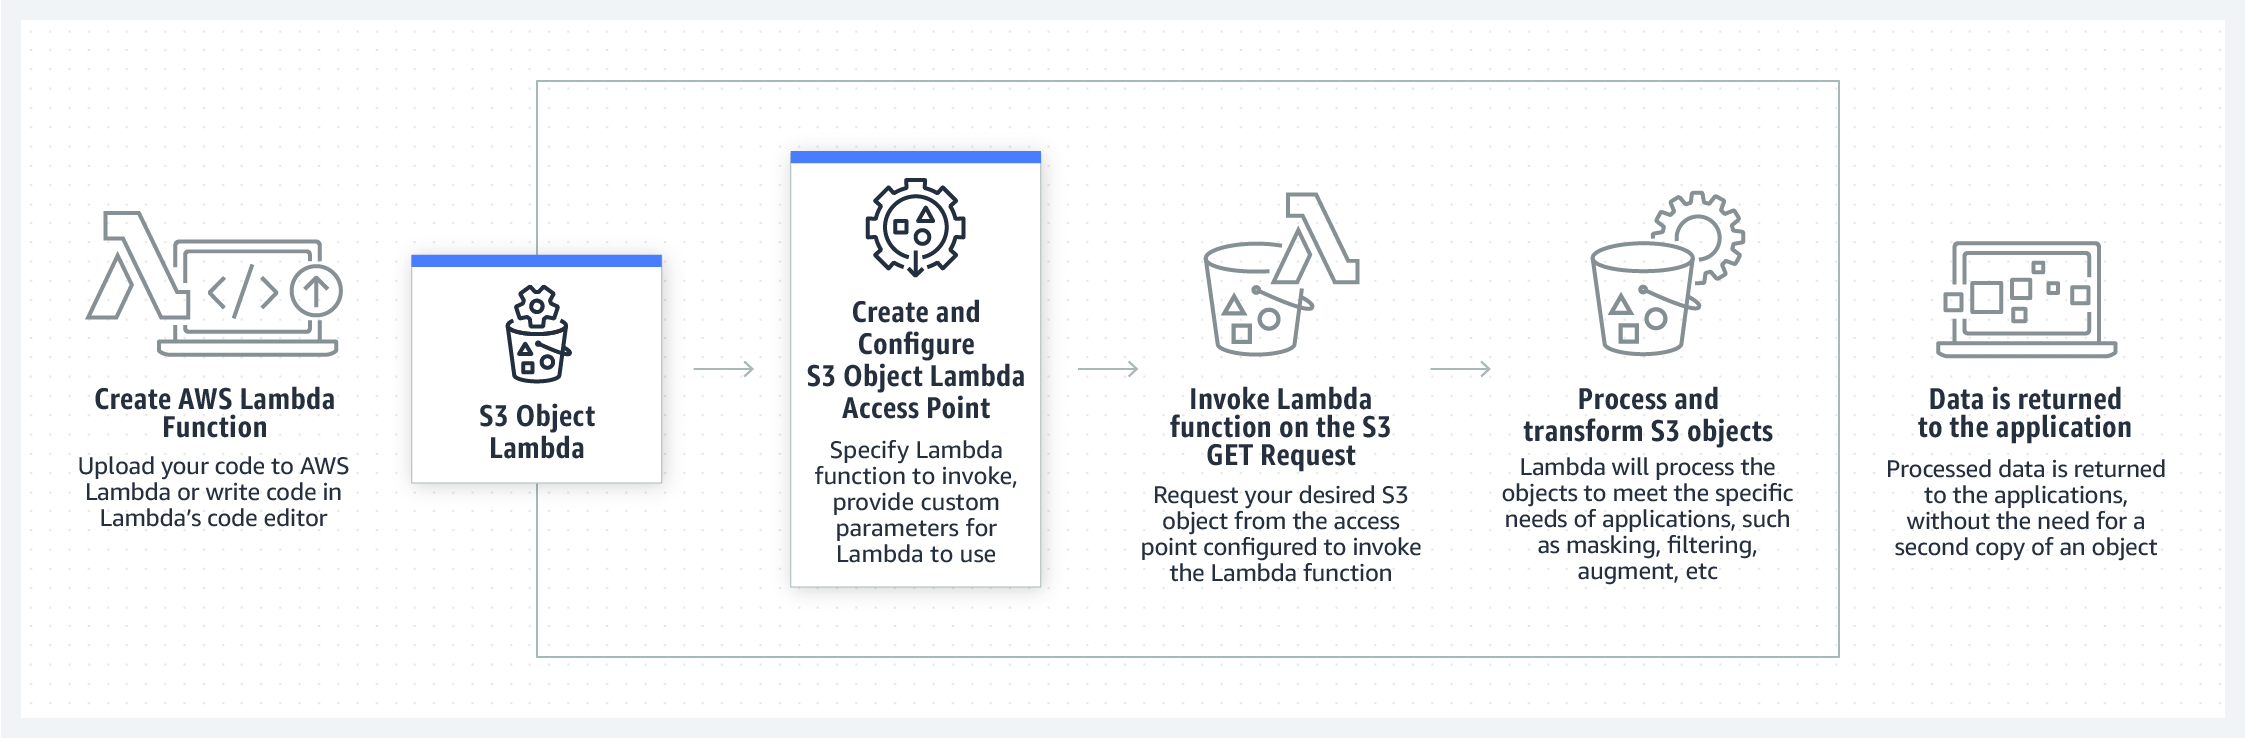 Create AWS Lambda
Function
Upload your code to AWS
Lambda or write code in
Lambda's code editor
S3 Object
Lambda
Create and
Configure
S3 Object Lambda
Access Point
Specify Lambda
function to invoke,
provide custom
parameters for
Lambda to use
Invoke Lambda
function on the S3
GET Request
Request your desired S3
object from the access
point configured to invoke
the Lambda function
Process and
transform S3 objects
Lambda will process the
objects to meet the specific
needs of applications, such
as masking, filtering,
augment, etc
Data is returned
to the application
Processed data is returned
to the applications,
without the need for a
second copy of an object